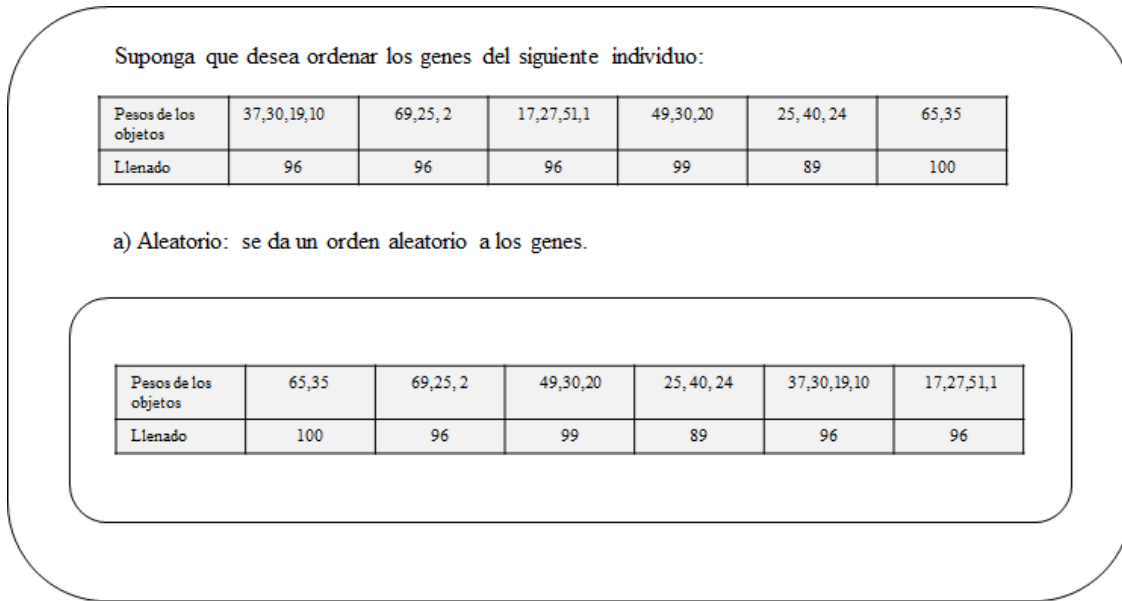 Suponga que desea ordenar los genes del siguiente individuo:
Pesos de los objetos 37,30,19,10 69,25, 2 17,27,51,1 49,30,20 25, 40, 24 65,35
Llenado 96 96 96 99 89 100
a) Aleatorio: se da un orden aleatorio a los genes.
Pesos de los objetos 65,35 69,25, 2 49,30,20 25, 40, 24 37,30,19,10 17,27,51,1
Llenado 100 96 99 89 96 96